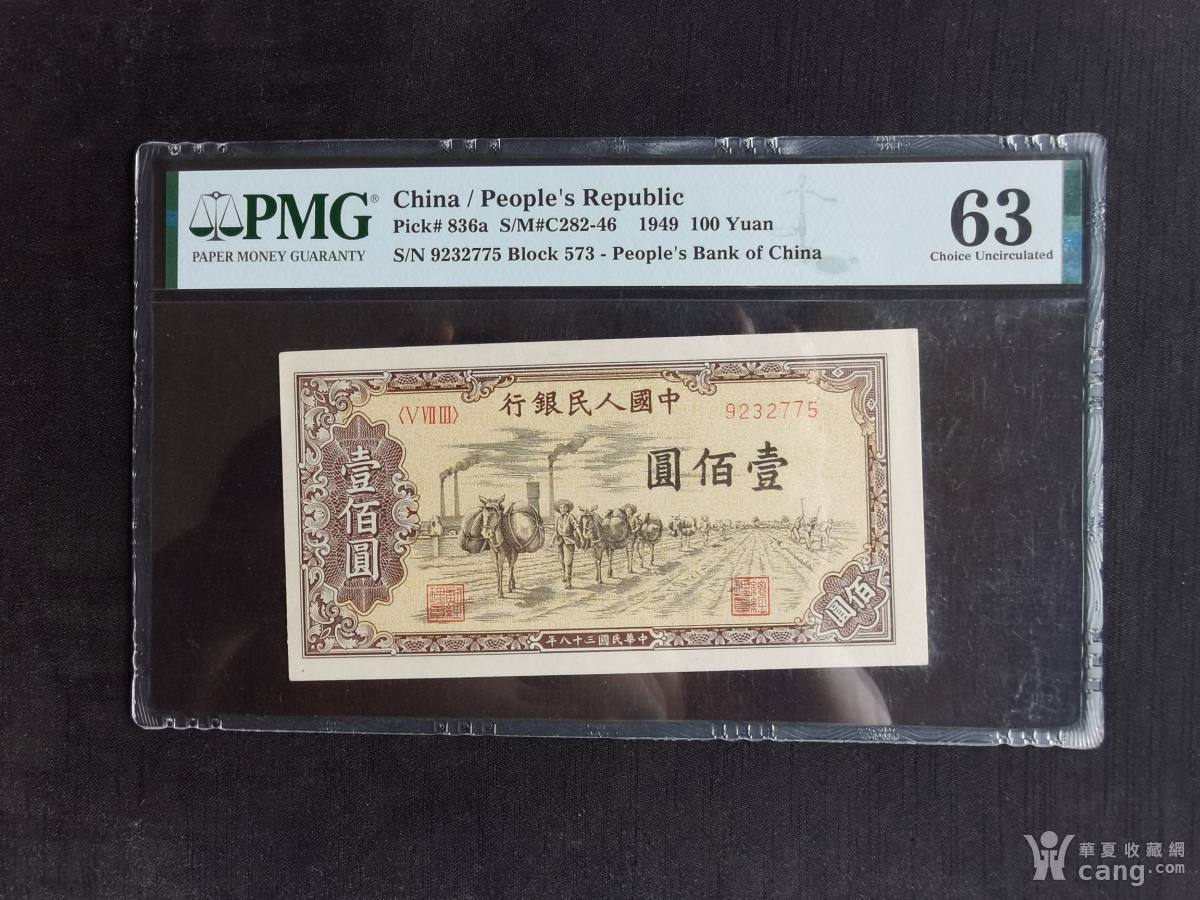 PMG®
PAPER MONEY GUARANTY
China / People's Republic
Pick# 836a S/M#C282-46 1949 100 Yuan
S/N 9232775 Block 573 - People's Bank of China
63
Choice Uncirculated
行銀民人國中
〈V VII III〉
9232775
圓佰壹
壹佰圓
佰圓
年八十三國民華中
華夏收藏網
cang.com